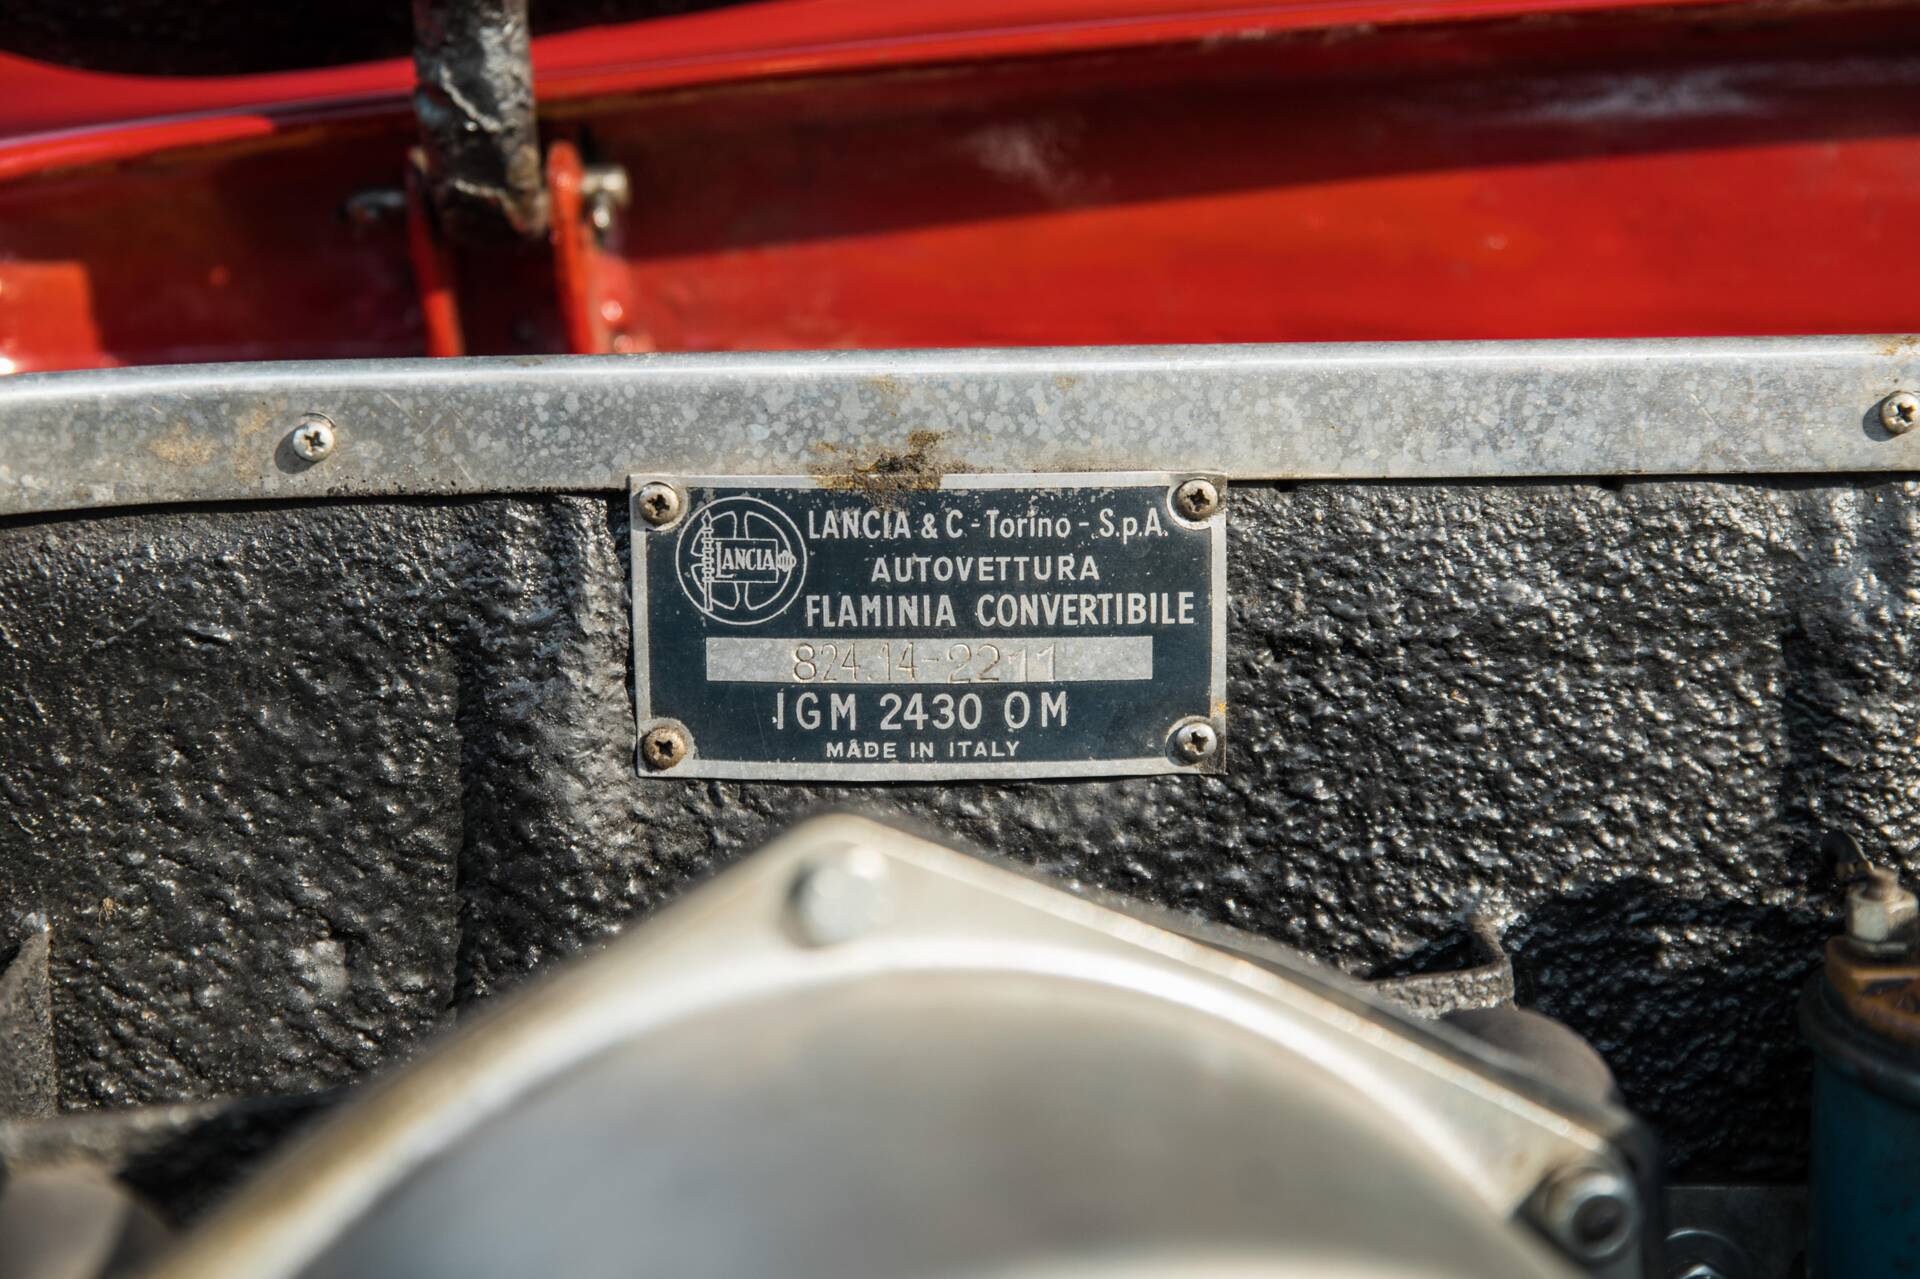 LANCIA
LANCIA & C - Torino - S.p.A.
AUTOVETTURA
FLAMINIA CONVERTIBILE
824.14-2211
IGM 2430 OM
MADE IN ITALY